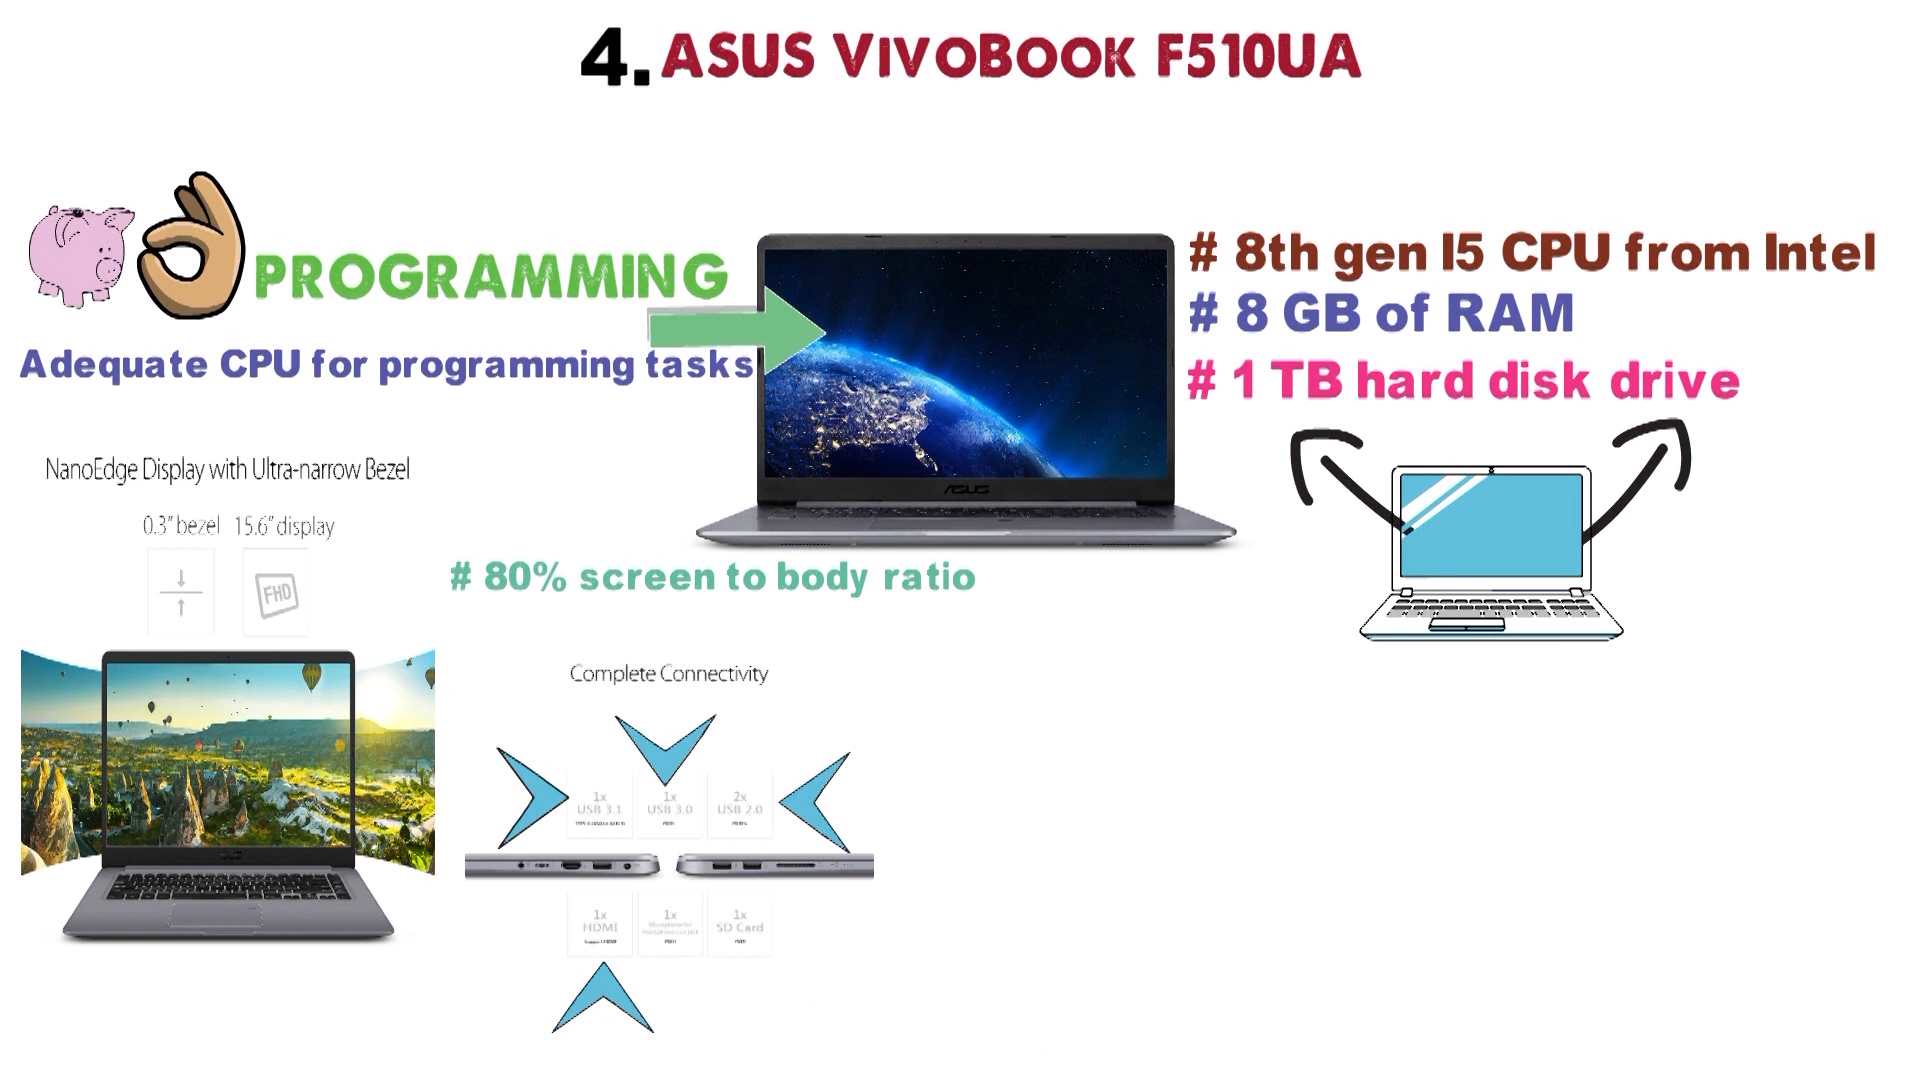 4. ASUS VIVOBOOK F510UA
PROGRAMMING
Adequate CPU for programming tasks
# 8th gen I5 CPU from Intel
# 8 GB of RAM
# 1 TB hard disk drive
ASUS
NanoEdge Display with Ultra-narrow Bezel
0.3" bezel 15.6" display
FHD
# 80% screen to body ratio
Complete Connectivity
1x 1x 2x
USB 3.1 USB 3.0 USB 2.0
1x 1x 1x
HDMI SD Card